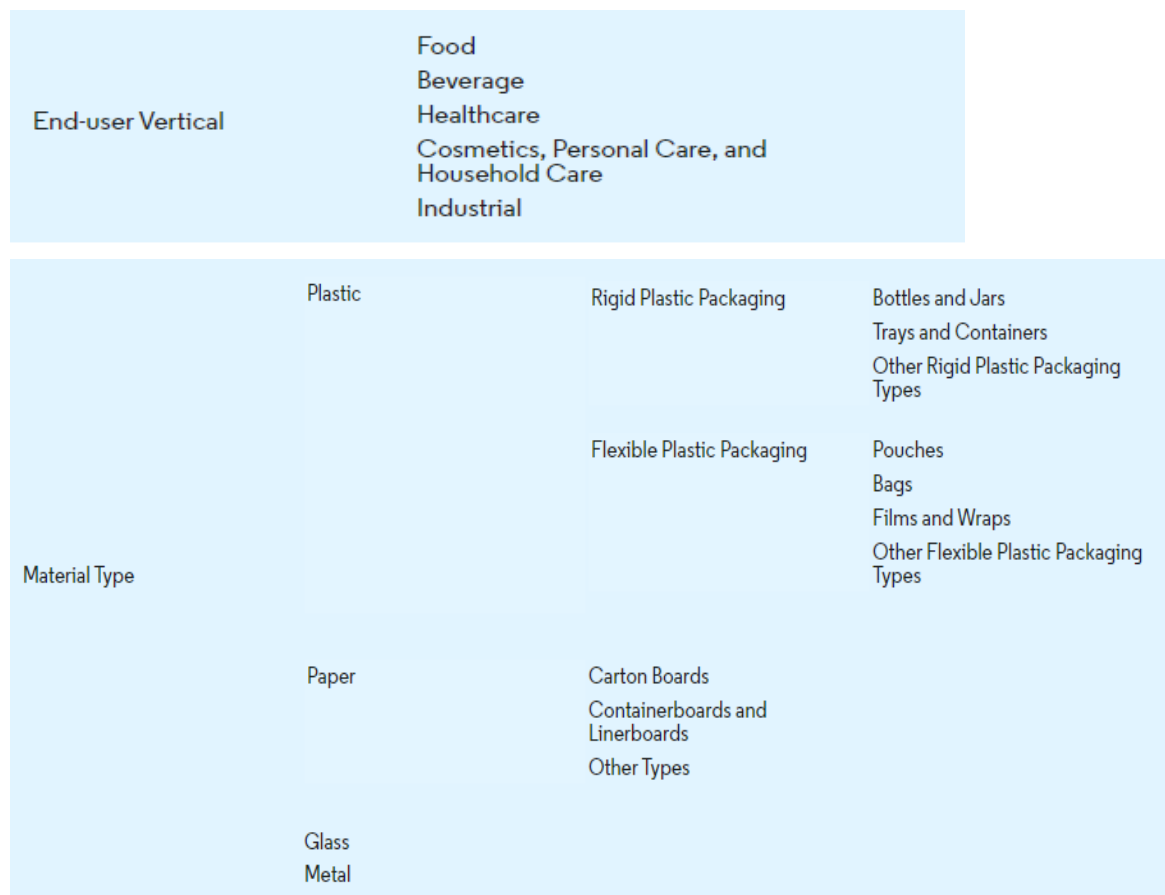 End-user Vertical
Food
Beverage
Healthcare
Cosmetics, Personal Care, and
Household Care
Industrial
Material Type
Plastic
Rigid Plastic Packaging
Bottles and Jars
Trays and Containers
Other Rigid Plastic Packaging
Types
Flexible Plastic Packaging
Pouches
Bags
Films and Wraps
Other Flexible Plastic Packaging
Types
Paper
Carton Boards
Containerboards and
Linerboards
Other Types
Glass
Metal